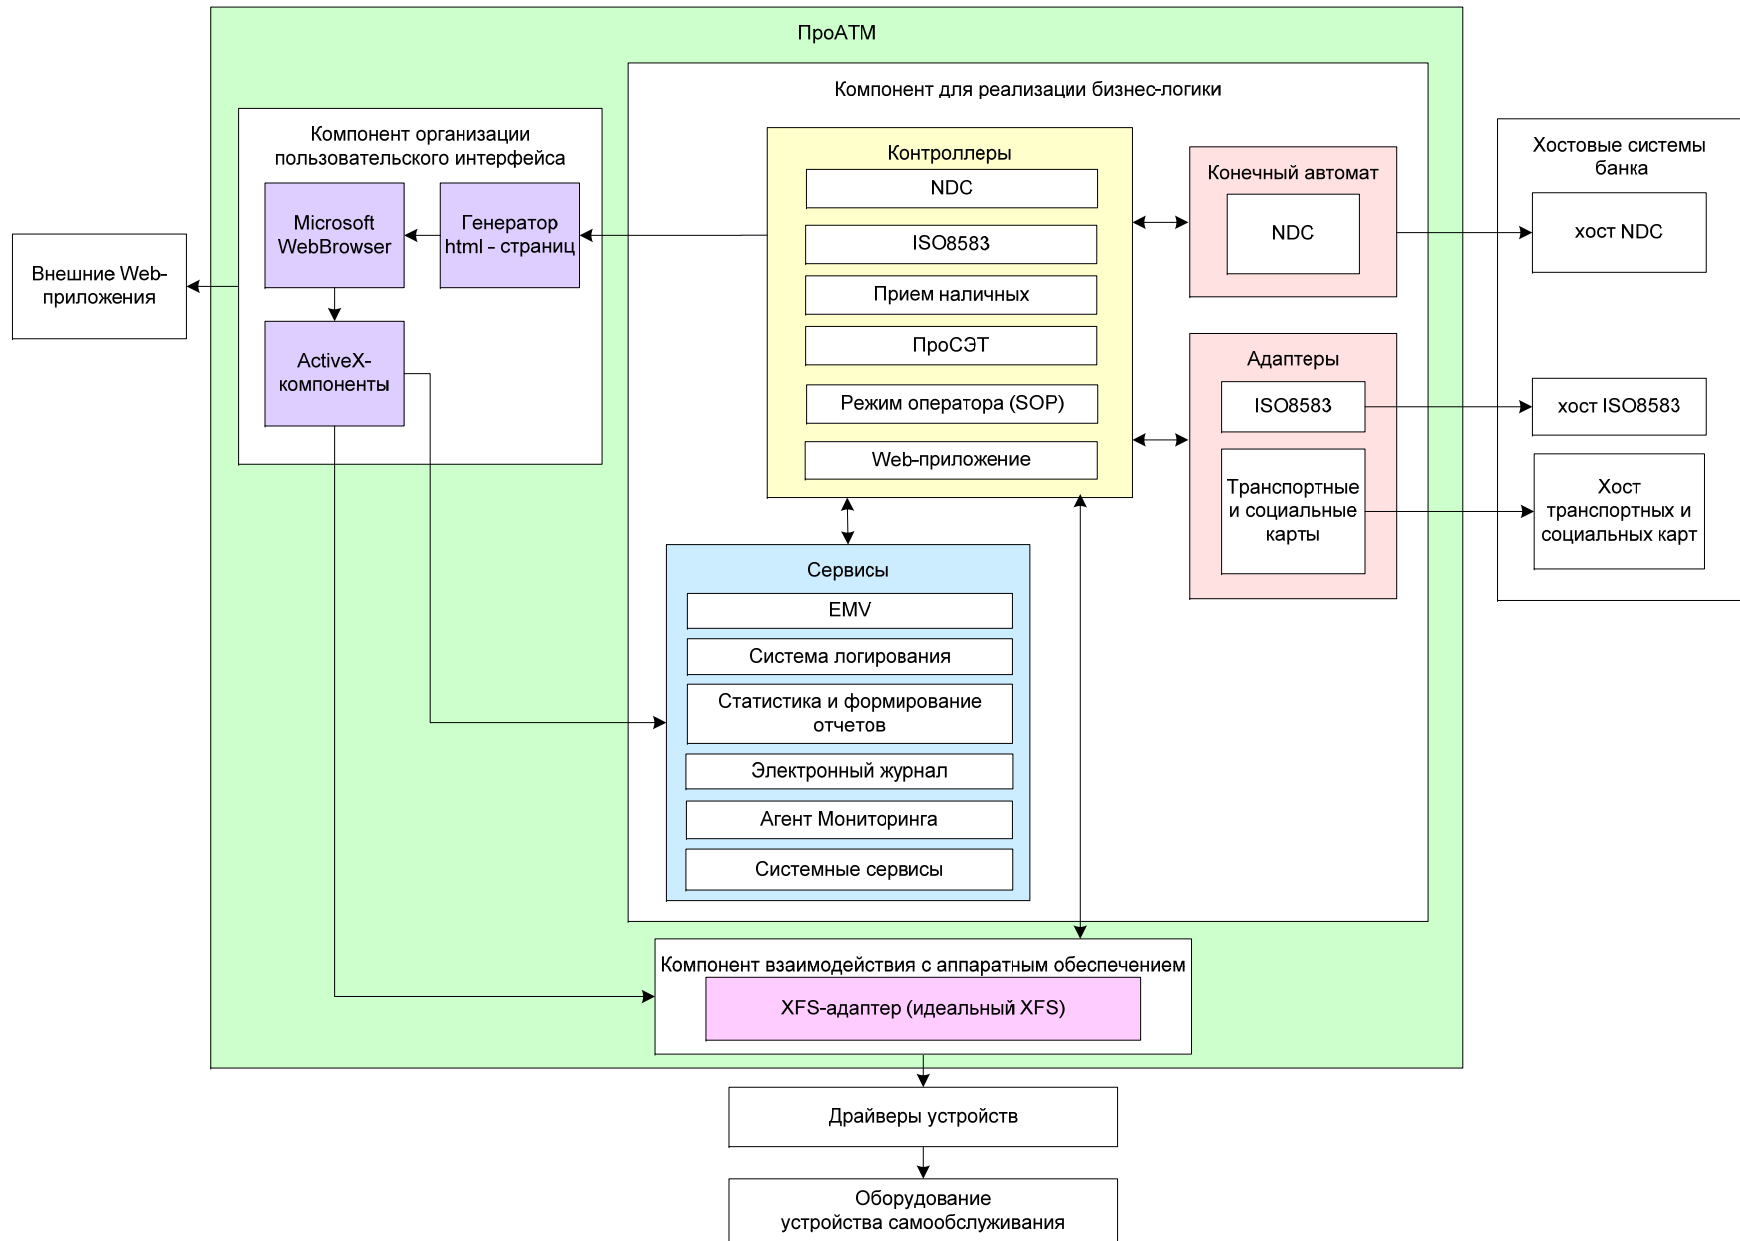 ПроАТМ
Компонент для реализации бизнес-логики
Компонент организации
пользовательского интерфейса
Microsoft
WebBrowser
Генератор
html - страниц
ActiveX-
компоненты
Внешние Web-
приложения
Контроллеры
NDC
ISO8583
Прием наличных
ПроСЭТ
Режим оператора (SOP)
Web-приложение
Конечный автомат
NDC
Адаптеры
ISO8583
Транспортные
и социальные
карты
Хостовые системы
банка
хост NDC
хост ISO8583
Хост
транспортных и
социальных карт
Сервисы
EMV
Система логирования
Статистика и формирование
отчетов
Электронный журнал
Агент Мониторинга
Системные сервисы
Компонент взаимодействия с аппаратным обеспечением
XFS-адаптер (идеальный XFS)
Драйверы устройств
Оборудование
устройства самообслуживания